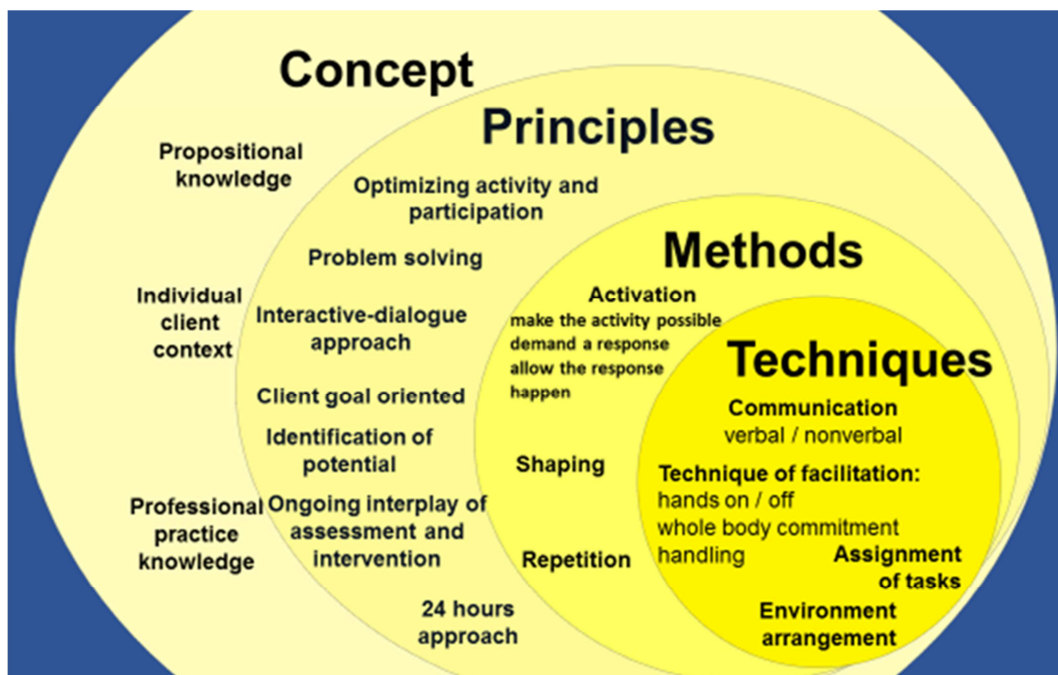 Concept
Propositional
knowledge
Individual
client
context
Professional
practice
knowledge
Principles
Optimizing activity and
participation
Problem solving
Interactive-dialogue
approach
Client goal oriented
Identification of
potential
Ongoing interplay of
assessment and
intervention
24 hours
approach
Methods
Activation
make the activity possible
demand a response
allow the response
happen
Shaping
Repetition
Techniques
Communication
verbal / nonverbal
Technique of facilitation:
hands on / off
whole body commitment
handling
Assignment
of tasks
Environment
arrangement